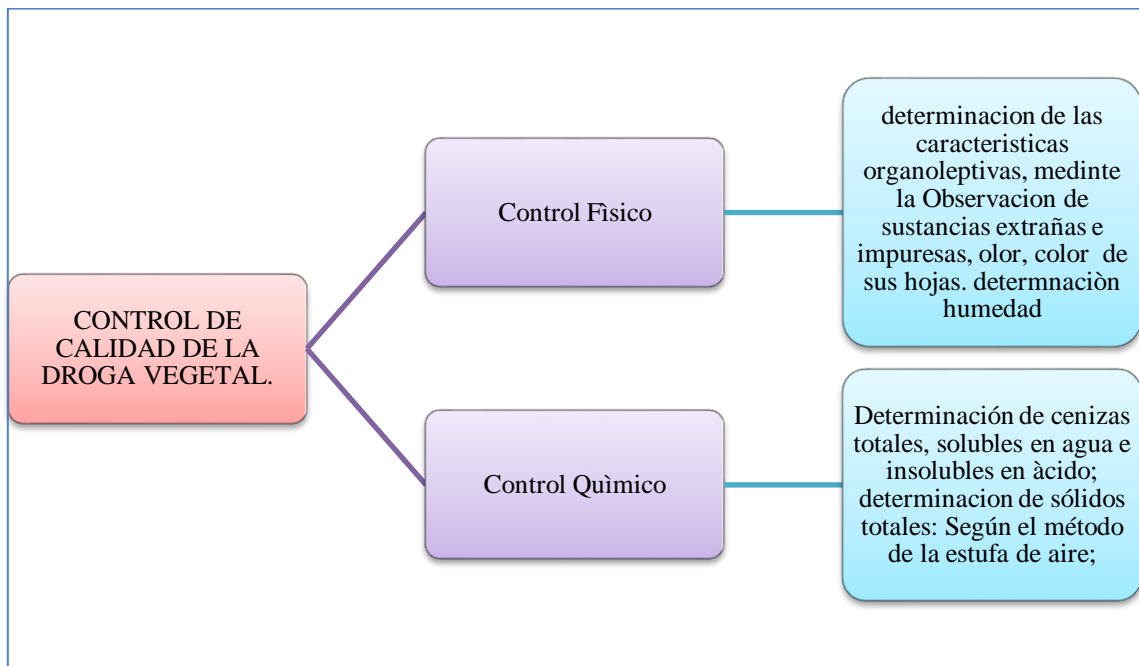 CONTROL DE
CALIDAD DE LA
DROGA VEGETAL.
Control Fìsico
determinacion de las
caracteristicas
organoleptivas, medinte
la Observacion de
sustancias extrañas e
impuresas, olor, color de
sus hojas. determnaciòn
humedad
Control Quìmico
Determinación de cenizas
totales, solubles en agua e
insolubles en àcido;
determinacion de sólidos
totales: Según el método
de la estufa de aire;